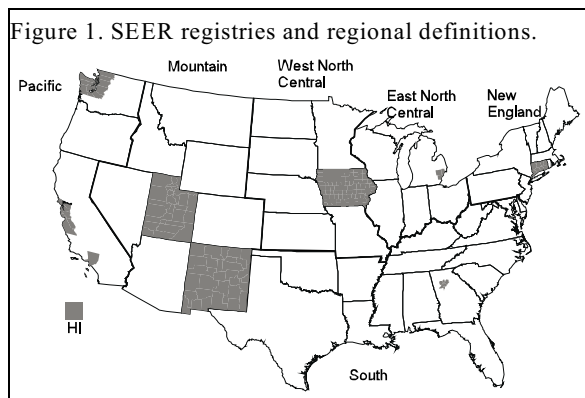 Figure 1. SEER registries and regional definitions.
Mountain
West North
Central
Pacific
East North
Central
New
England
HI
South